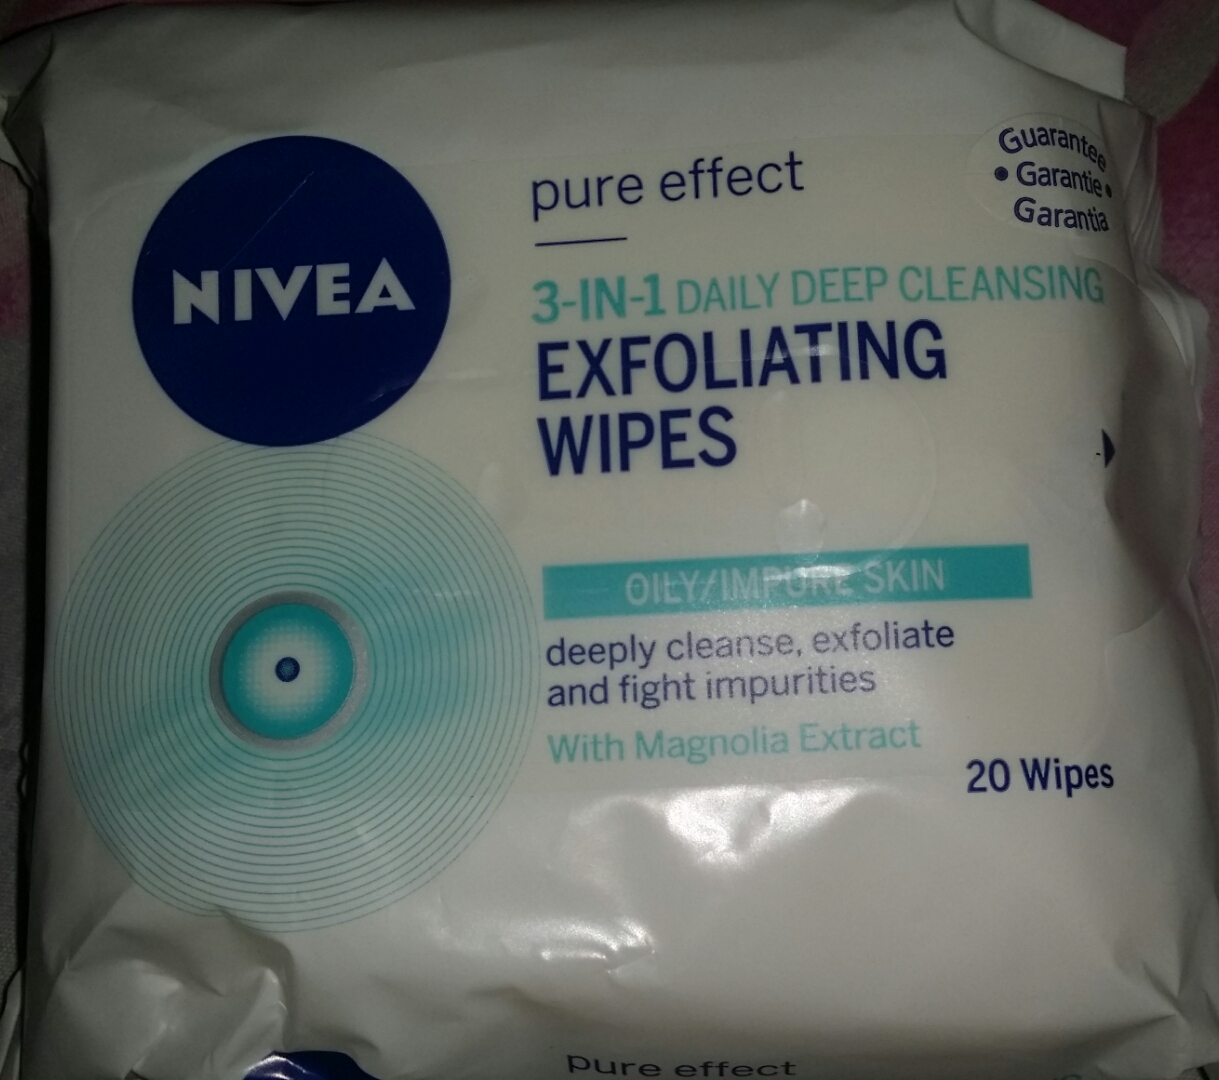 NIVEA
pure effect
Guarantee
• Garantie •
Garantia
3-IN-1 DAILY DEEP CLEANSING
EXFOLIATING
WIPES
OILY/IMPURE SKIN
deeply cleanse, exfoliate
and fight impurities
With Magnolia Extract
20 Wipes
pure effect